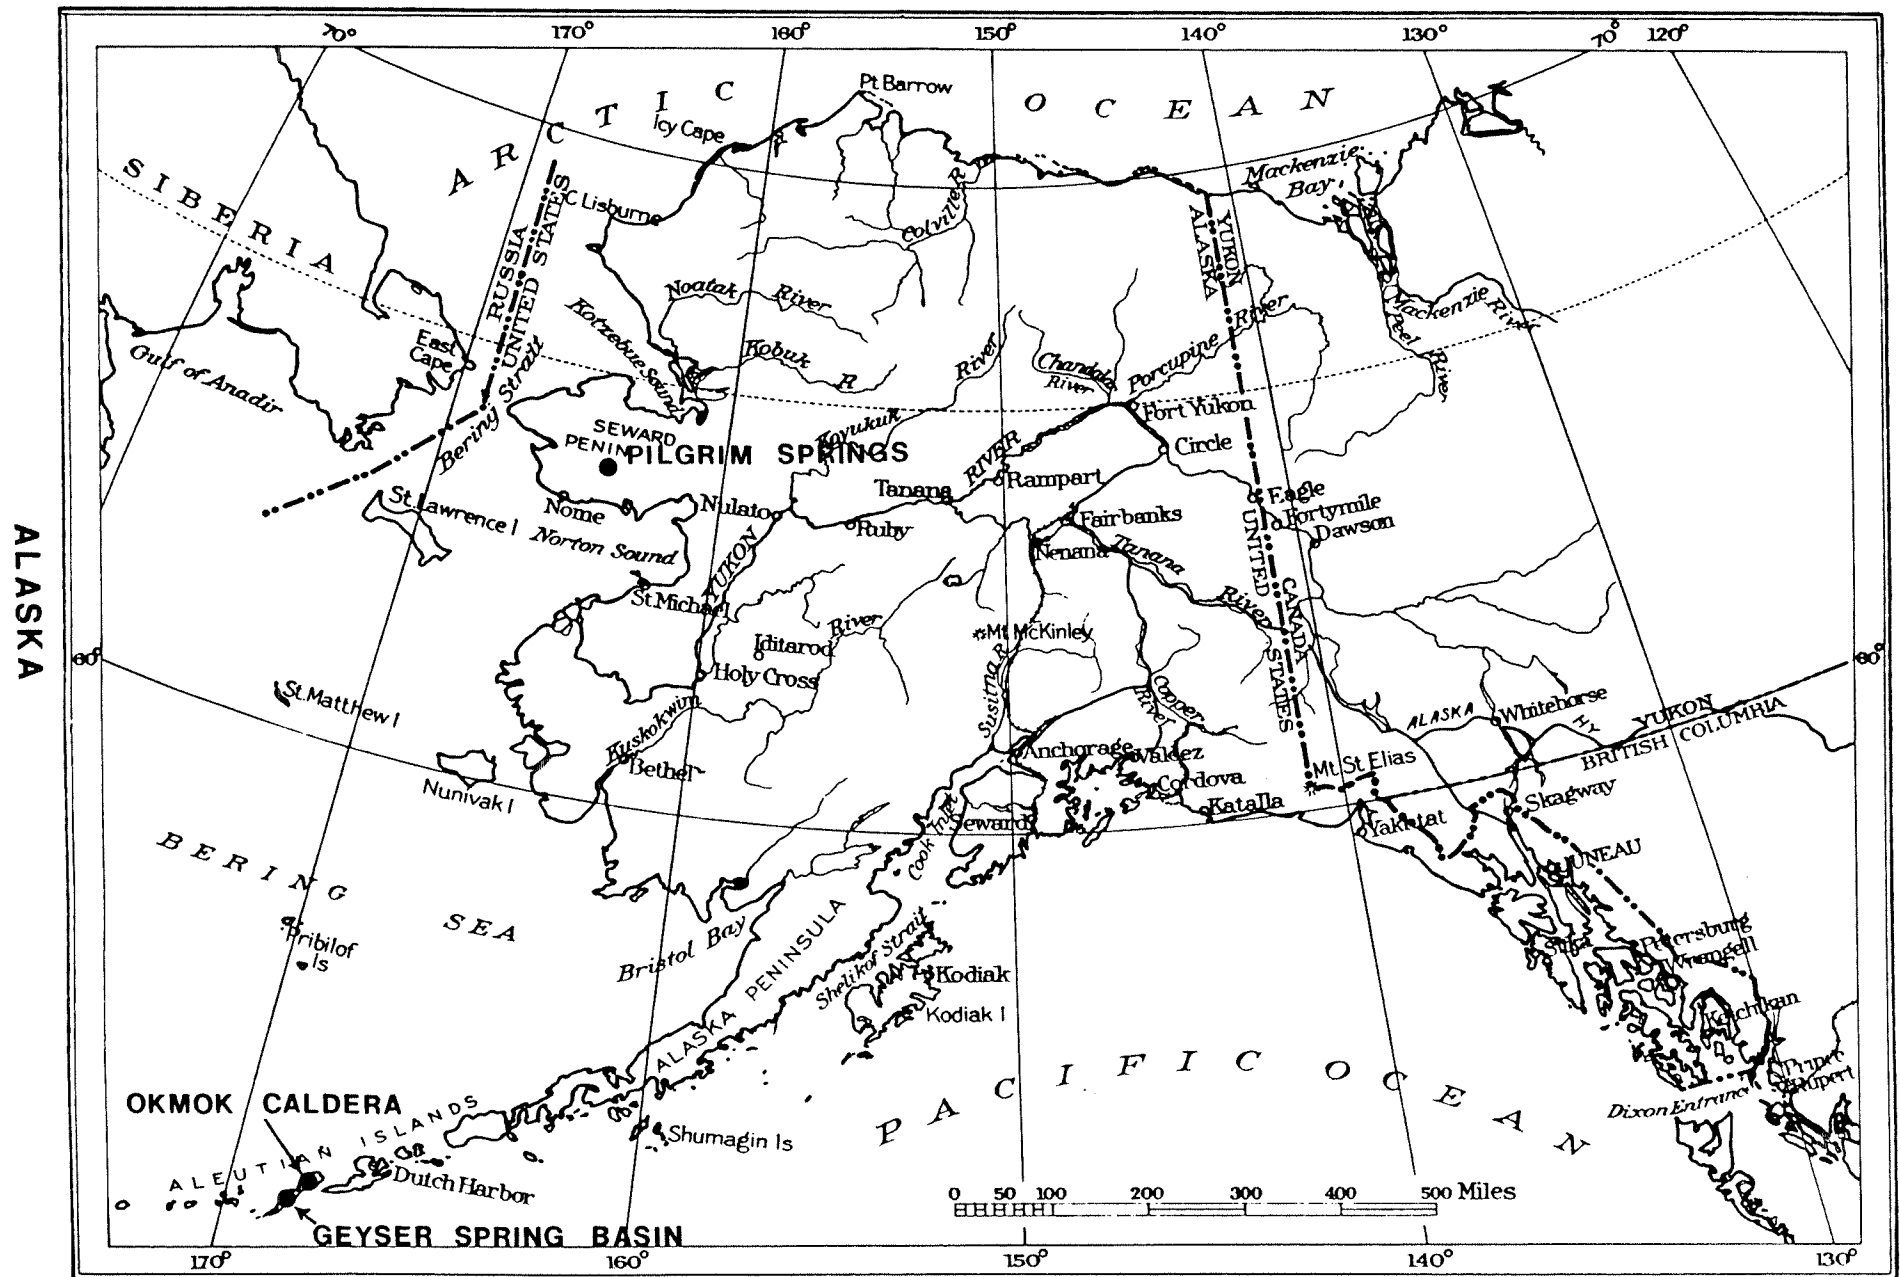 70° 170° 160° 150° 140° 130° 70° 120°
ARCTIC OCEAN
Pt Barrow
Icy Cape
SIBERIA
C Lisburne
Colville R
Mackenzie
Bay
RUSSIA
UNITED STATES
YUKON
ALASKA
Noatak River
Kotzebue Sound
Kobuk R
River
Chandalar
River
Porcupine River
Mackenzie River
Peel River
East
Cape
Gulf of Anadir
Bering Strait
SEWARD
PENIN
PILGRIM SPRINGS
Koyukuk
Fort Yukon
Circle
RIVER
Rampart
Tanana
St. Lawrence I
Nome
Nulato
Ruby
Norton Sound
Fairbanks
Nenana
Tanana River
Eagle
Fortymile
Dawson
UNITED STATES
CANADA
YUKON
St. Michael
Mt McKinley
Iditarod
River
Holy Cross
ALASKA
60°
60°
St. Matthew I
Kuskokwim
Bethel
Nunivak I
Susitna R
Copper
River
Anchorage
Valdez
Cordova
Katalla
Seward
Cook Inlet
Mt St Elias
Yakutat
ALASKA HY
Whitehorse
YUKON
BRITISH COLUMBIA
Skagway
JUNEAU
BERING SEA
Pribilof
Is
Bristol Bay
ALASKA PENINSULA
Shelikof Strait
Kodiak
Kodiak I
Sitka
Petersburg
Wrangell
Ketchikan
Prince
Rupert
Dixon Entrance
PACIFIC OCEAN
OKMOK CALDERA
ALEUTIAN ISLANDS
Shumagin Is
Dutch Harbor
GEYSER SPRING BASIN
0 50 100 200 300 400 500 Miles
170° 160° 150° 140° 130°